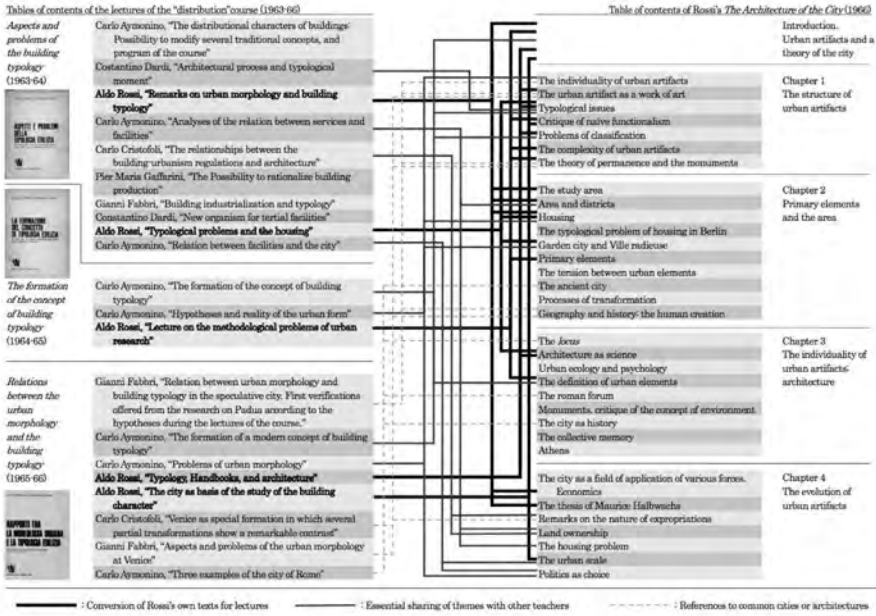 Tables of contents of the lectures of the "distribution" course (1963-66)
Aspects and
problems of
the building
typology
(1963-64)
ASPETTI E PROBLEMI
DELLA
TIPOLOGIA EDILIZIA
LA FORMAZIONE
DEL CONCETTO
DI TIPOLOGIA EDILIZIA
Carlo Aymonino, "The distributional characters of buildings:
Possibility to modify several traditional concepts, and
program of the course"
Costantino Dardi, "Architectural process and typological
moment"
Aldo Rossi, "Remarks on urban morphology and building
typology"
Carlo Aymonino, "Analyses of the relation between services and
facilities"
Carlo Cristofoli, "The relationships between the
building-urbanism regulations and architecture"
Pier Maria Gaffarini, "The Possibility to rationalize building
production"
Gianni Fabbri, "Building industrialization and typology"
Constantino Dardi, "New organism for tertial facilities"
Aldo Rossi, "Typological problems and the housing"
Carlo Aymonino, "Relation between facilities and the city"
The formation
of the concept
of building
typology
(1964-65)
Carlo Aymonino, "The formation of the concept of building
typology"
Carlo Aymonino, "Hypotheses and reality of the urban form"
Aldo Rossi, "Lecture on the methodological problems of urban
research"
Relations
between the
urban
morphology
and the
building
typology
(1965-66)
RAPPORTI TRA
LA MORFOLOGIA URBANA
E LA TIPOLOGIA EDILIZIA
Gianni Fabbri, "Relation between urban morphology and
building typology in the speculative city. First verifications
offered from the research on Padua according to the
hypotheses during the lectures of the course."
Carlo Aymonino, "The formation of a modern concept of building
typology"
Carlo Aymonino, "Problems of urban morphology"
Aldo Rossi, "Typology, Handbooks, and architecture"
Aldo Rossi, "The city as basis of the study of the building
character"
Carlo Cristofoli, "Venice as special formation in which several
partial transformations show a remarkable contrast"
Gianni Fabbri, "Aspects and problems of the urban morphology
at Venice"
Carlo Aymonino, "Three examples of the city of Rome"
Table of contents of Rossi's The Architecture of the City (1966)
Introduction.
Urban artifacts and a
theory of the city
The individuality of urban artifacts
The urban artifact as a work of art
Typological issues
Critique of naïve functionalism
Problems of classification
The complexity of urban artifacts
The theory of permanence and the monuments
Chapter 1
The structure of
urban artifacts
The study area
Area and districts
Housing
The typological problem of housing in Berlin
Garden city and Ville radieuse
Primary elements
The tension between urban elements
The ancient city
Processes of transformation
Geography and history: the human creation
Chapter 2
Primary elements
and the area
The locus
Architecture as science
Urban ecology and psychology
The definition of urban elements
The roman forum
Monuments. critique of the concept of environment.
The city as history
The collective memory
Athens
Chapter 3
The individuality of
urban artifacts:
architecture
The city as a field of application of various forces.
Economics
The thesis of Maurice Halbwachs
Remarks on the nature of expropriations
Land ownership
The housing problem
The urban scale
Politics as choice
Chapter 4
The evolution of
urban artifacts
: Conversion of Rossi's own texts for lectures
: Essential sharing of themes with other teachers
: References to common cities or architectures